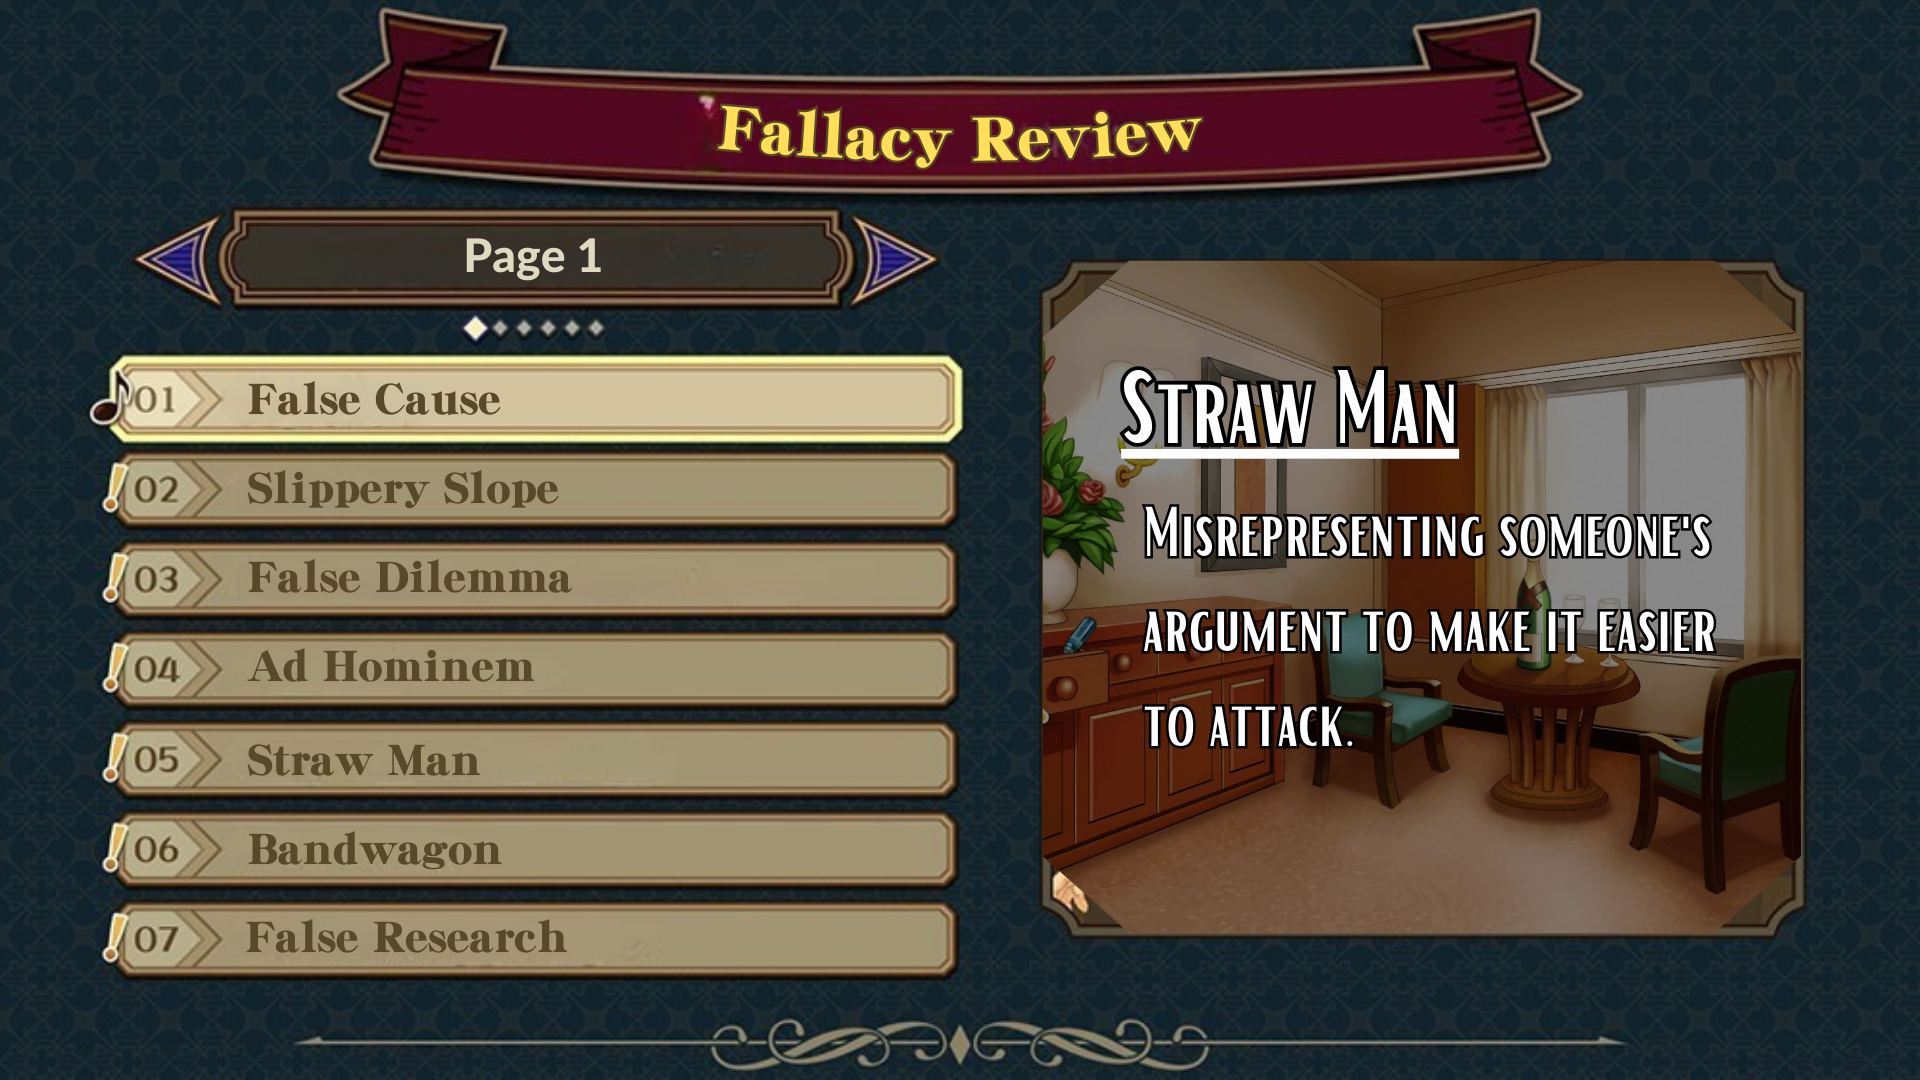 Fallacy Review
Page 1
01 False Cause
02 Slippery Slope
03 False Dilemma
04 Ad Hominem
05 Straw Man
06 Bandwagon
07 False Research
Straw Man
Misrepresenting someone's
argument to make it easier
to attack.